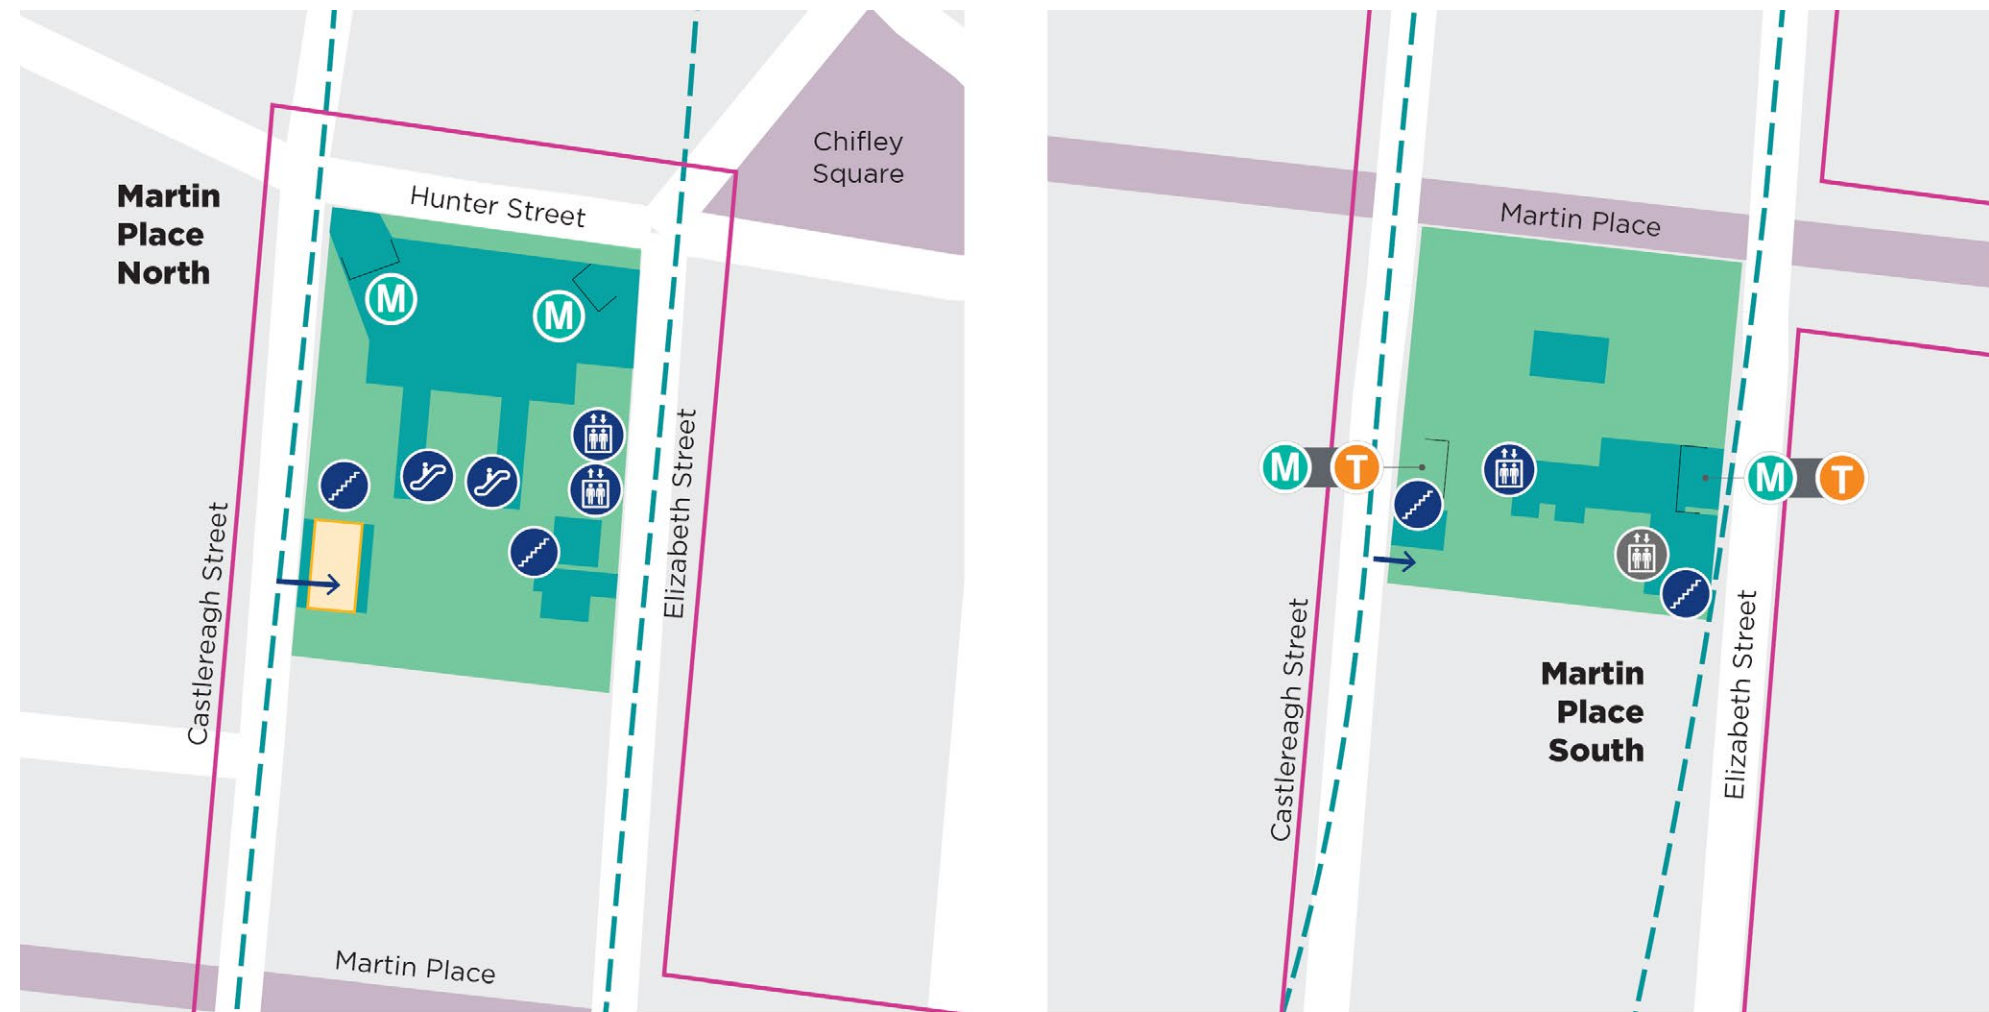 Chifley
Square
Martin
Place
North
Hunter Street
M
M
Castlereagh Street
Elizabeth Street
Martin Place
Martin Place
M
T
M
T
Castlereagh Street
Martin
Place
South
Elizabeth Street